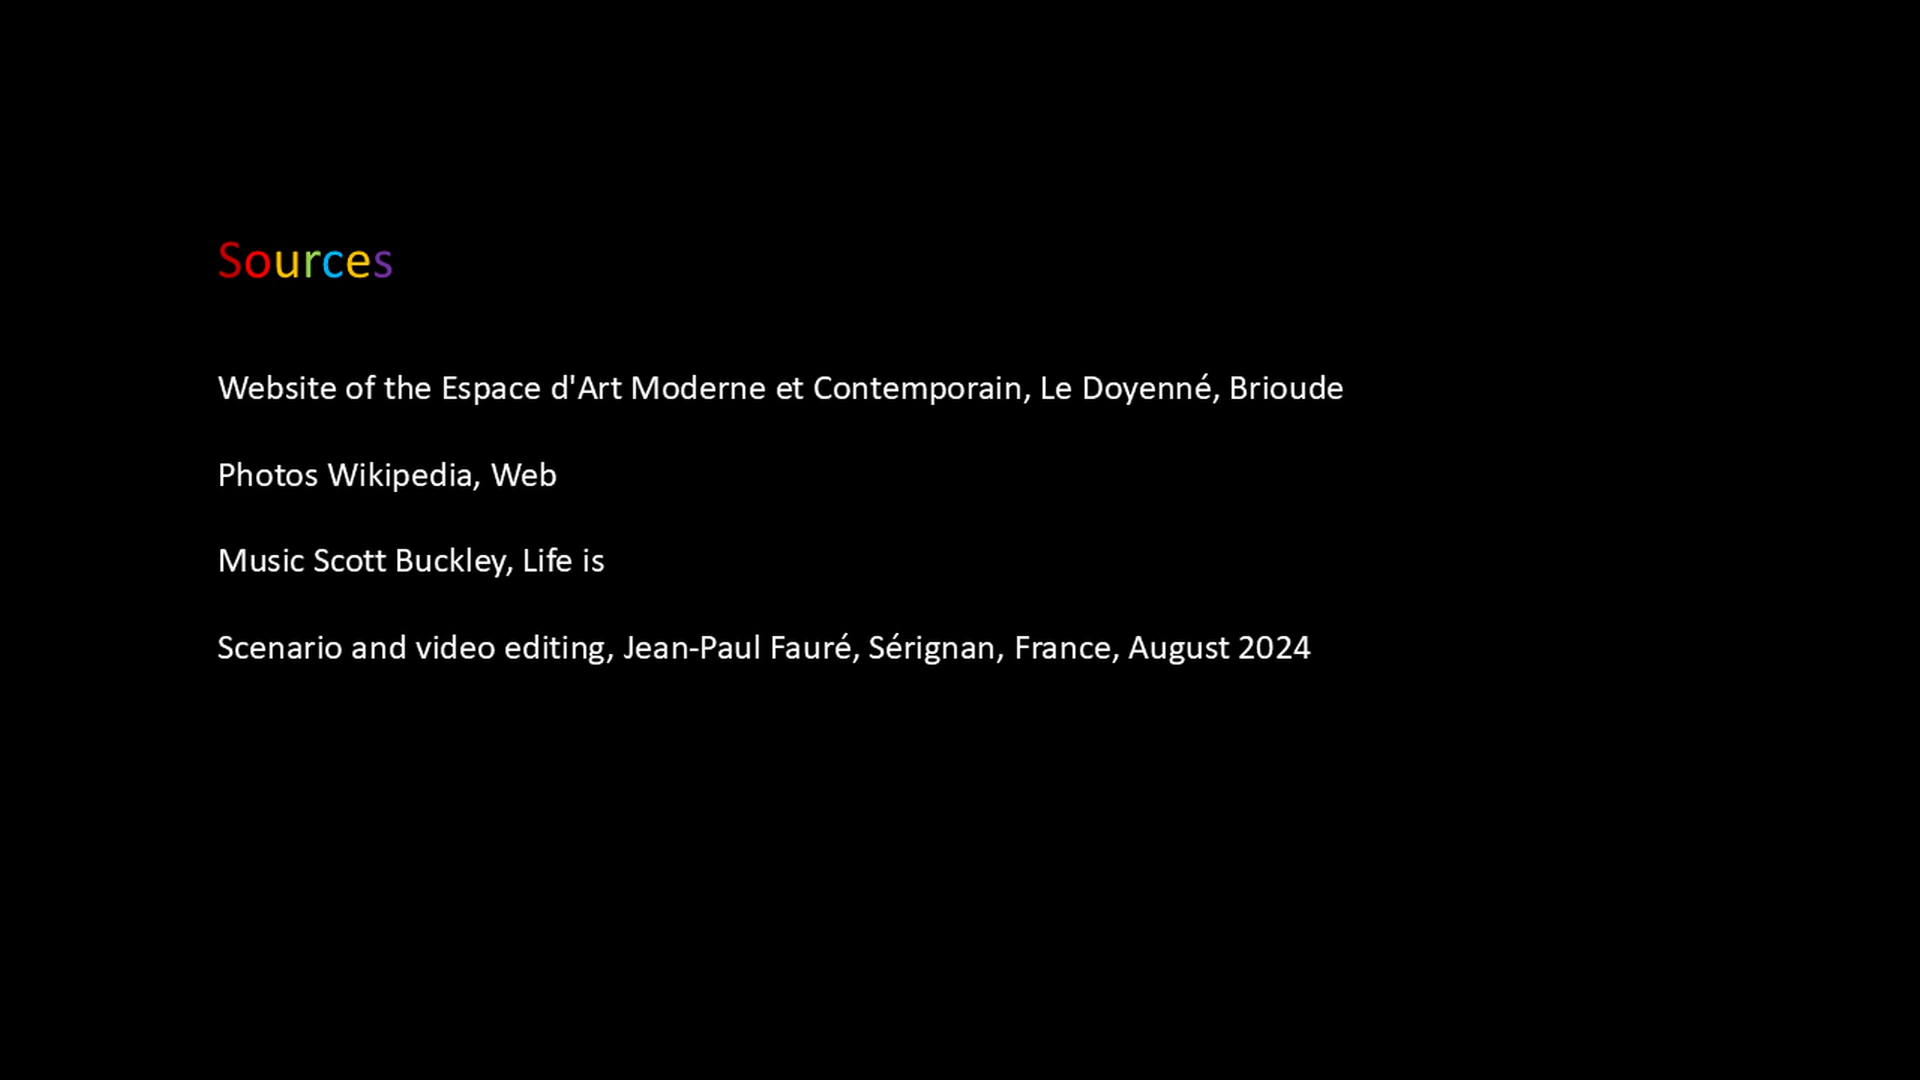 Sources
Website of the Espace d'Art Moderne et Contemporain, Le Doyenné, Brioude
Photos Wikipedia, Web
Music Scott Buckley, Life is
Scenario and video editing, Jean-Paul Fauré, Sérignan, France, August 2024